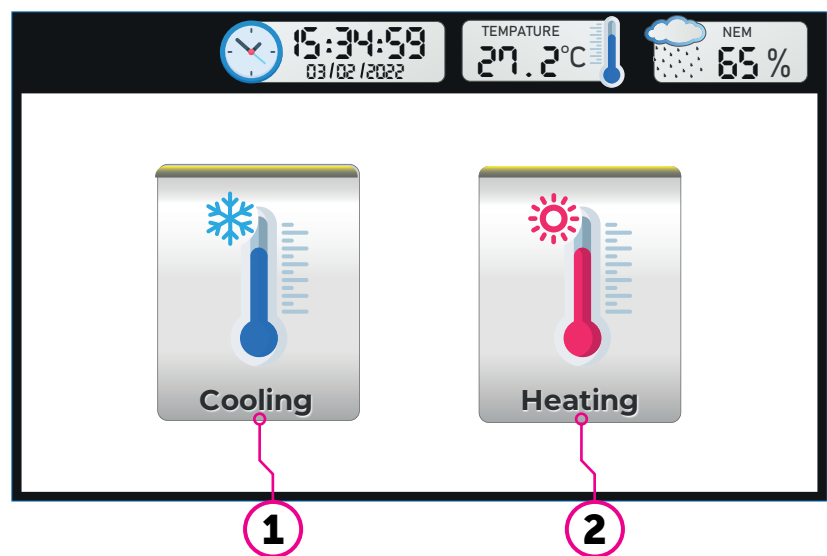 15:34:59
03/02/2022
TEMPATURE
27.2°C
NEM
65 %
Cooling
Heating
1
2